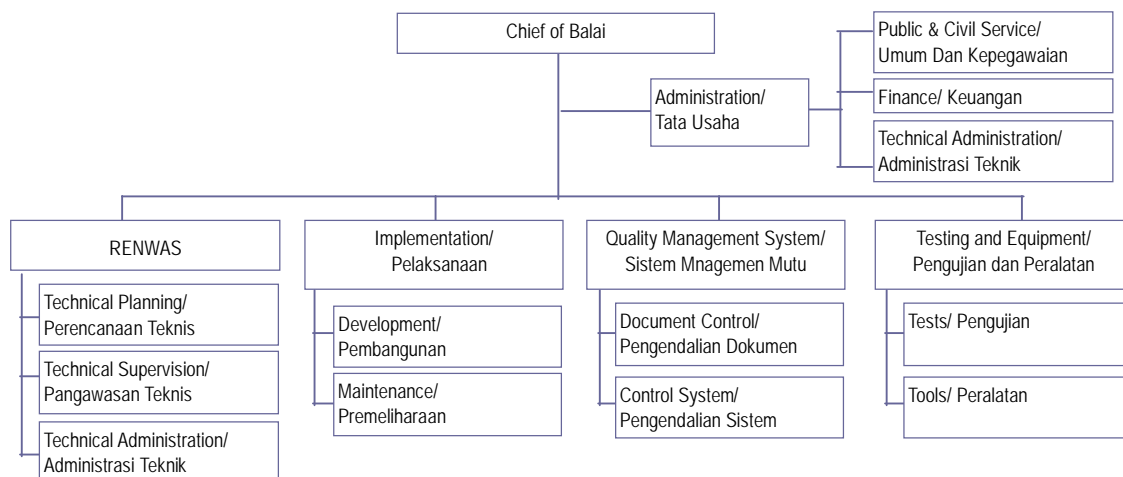 Chief of Balai
Public & Civil Service/
Umum Dan Kepegawaian
Administration/
Tata Usaha
Finance/ Keuangan
Technical Administration/
Administrasi Teknik
RENWAS
Technical Planning/
Perencanaan Teknis
Technical Supervision/
Pangawasan Teknis
Technical Administration/
Administrasi Teknik
Implementation/
Pelaksanaan
Development/
Pembangunan
Maintenance/
Premeliharaan
Quality Management System/
Sistem Mnagemen Mutu
Document Control/
Pengendalian Dokumen
Control System/
Pengendalian Sistem
Testing and Equipment/
Pengujian dan Peralatan
Tests/ Pengujian
Tools/ Peralatan